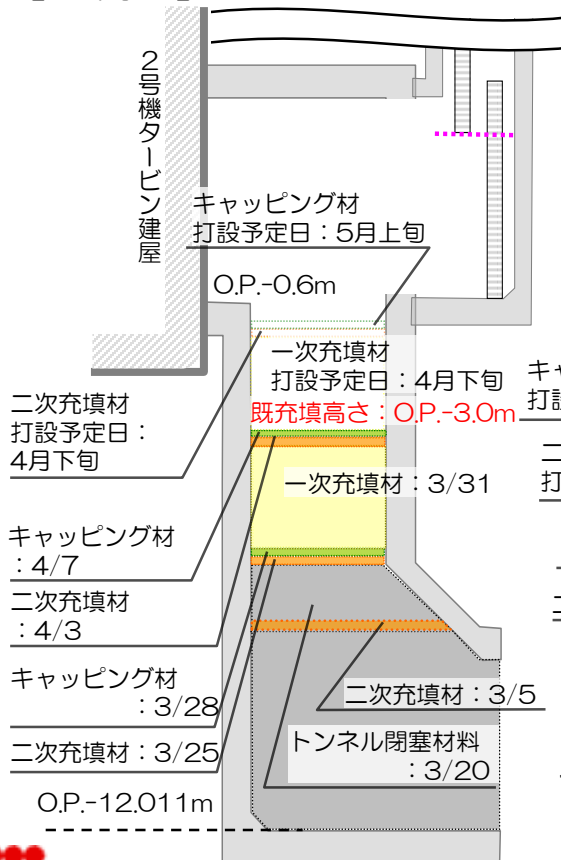 2号機タービン建屋
キャッピング材
打設予定日：5月上旬
O.P.-0.6m
一次充填材
打設予定日：4月下旬
既充填高さ：O.P.-3.0m
二次充填材
打設予定日：
4月下旬
一次充填材：3/31
キャッピング材
：4/7
二次充填材
：4/3
キャッピング材
：3/28
二次充填材：3/25
二次充填材：3/5
トンネル閉塞材料
：3/20
O.P.-12.011m